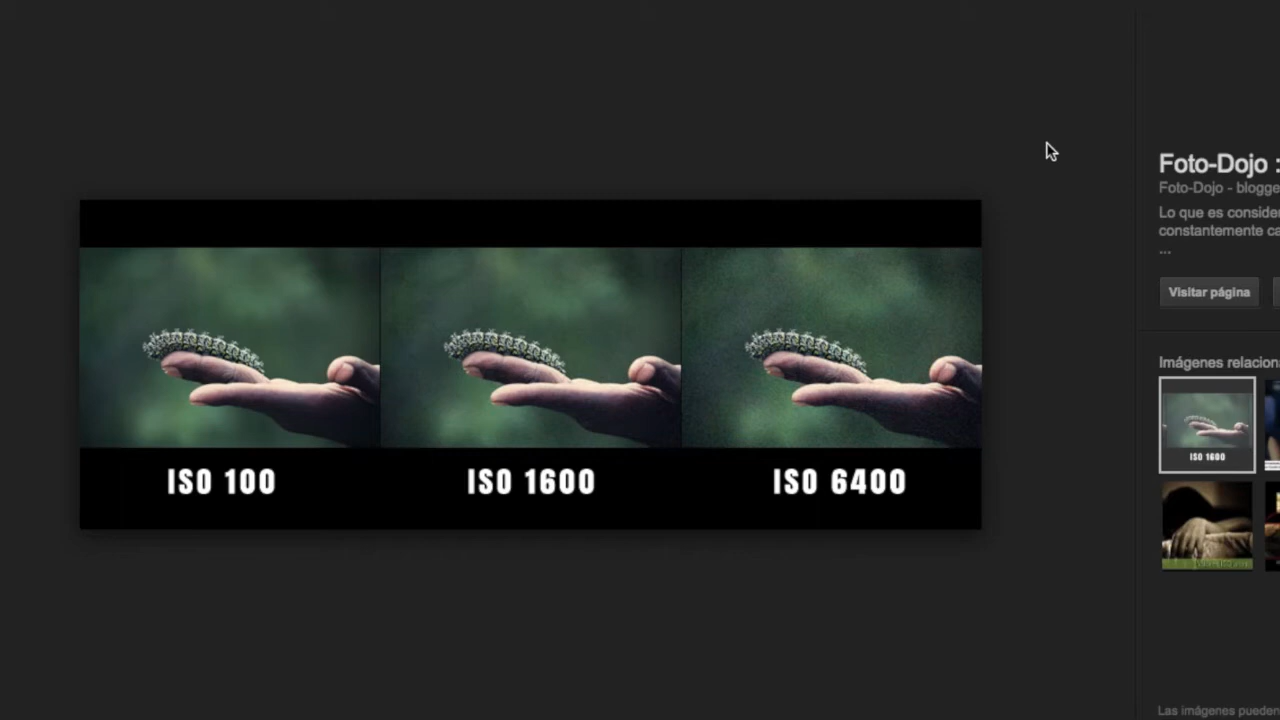 ISO 100
ISO 1600
ISO 6400
Foto-Dojo :
Foto-Dojo - blogge
Lo que es conside
constantemente ca
...
Visitar página
Imágenes relacion
ISO 1600
Las imágenes pueden